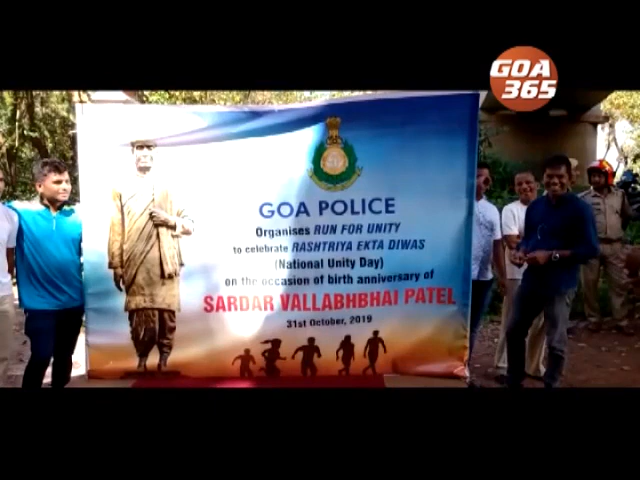 GOA
365
GOA POLICE
Organises RUN FOR UNITY
to celebrate RASHTRIYA EKTA DIWAS
(National Unity Day)
on the occasion of birth anniversary of
SARDAR VALLABHBHAI PATEL
31st October, 2019